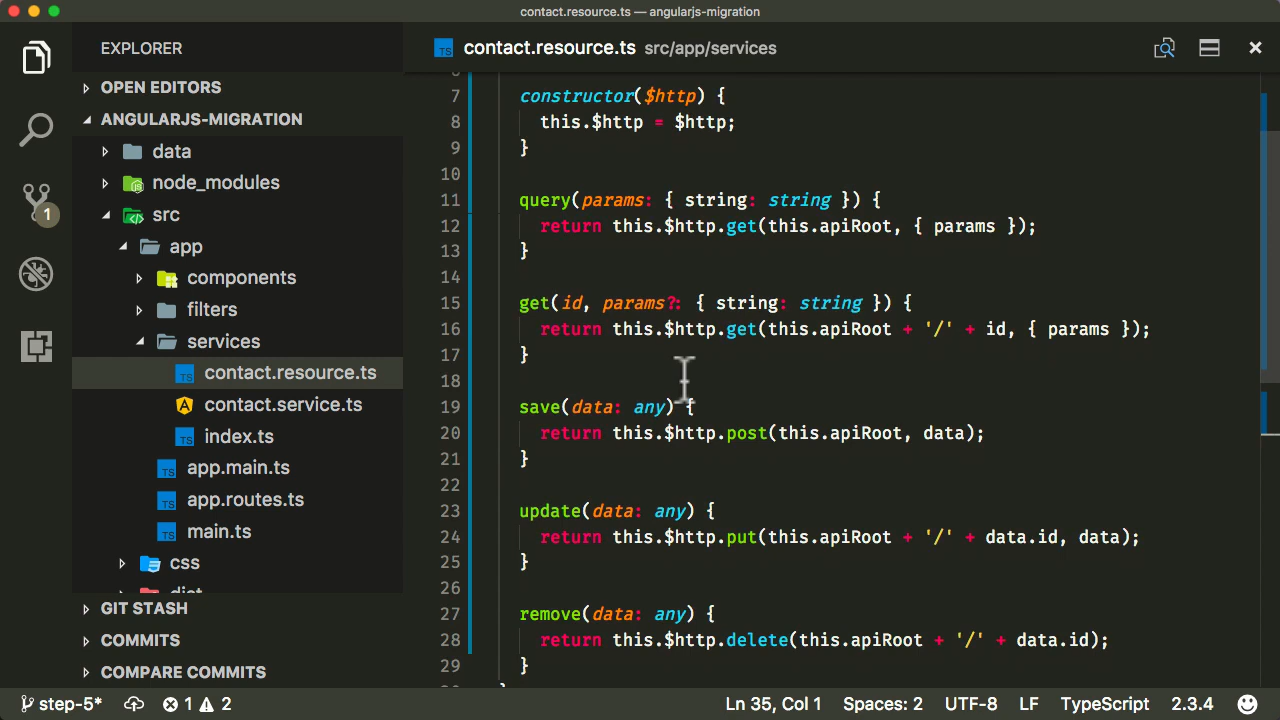 contact.resource.ts — angularjs-migration
EXPLORER
OPEN EDITORS
ANGULARJS-MIGRATION
data
node_modules
src
app
components
filters
services
contact.resource.ts
contact.service.ts
index.ts
app.main.ts
app.routes.ts
main.ts
css
GIT STASH
COMMITS
COMPARE COMMITS
1
contact.resource.ts src/app/services
7 constructor($http) {
8 this.$http = $http;
9 }
10
11 query(params: { string: string }) {
12 return this.$http.get(this.apiRoot, { params });
13 }
14
15 get(id, params?: { string: string }) {
16 return this.$http.get(this.apiRoot + '/' + id, { params });
17 }
18
19 save(data: any) {
20 return this.$http.post(this.apiRoot, data);
21 }
22
23 update(data: any) {
24 return this.$http.put(this.apiRoot + '/' + data.id, data);
25 }
26
27 remove(data: any) {
28 return this.$http.delete(this.apiRoot + '/' + data.id);
29 }
step-5* 1 2 Ln 35, Col 1 Spaces: 2 UTF-8 LF TypeScript 2.3.4